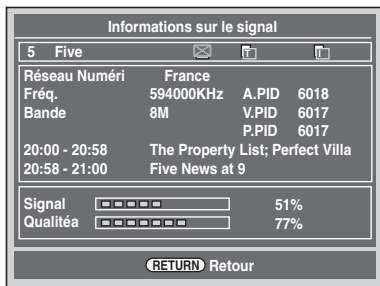 Informations sur le signal
5 Five T I
Réseau Numéri France
Fréq. 594000KHz A.PID 6018
Bande 8M V.PID 6017
P.PID 6017
20:00 - 20:58 The Property List; Perfect Villa
20:58 - 21:00 Five News at 9
Signal 51%
Qualitéa 77%
RETURN Retour